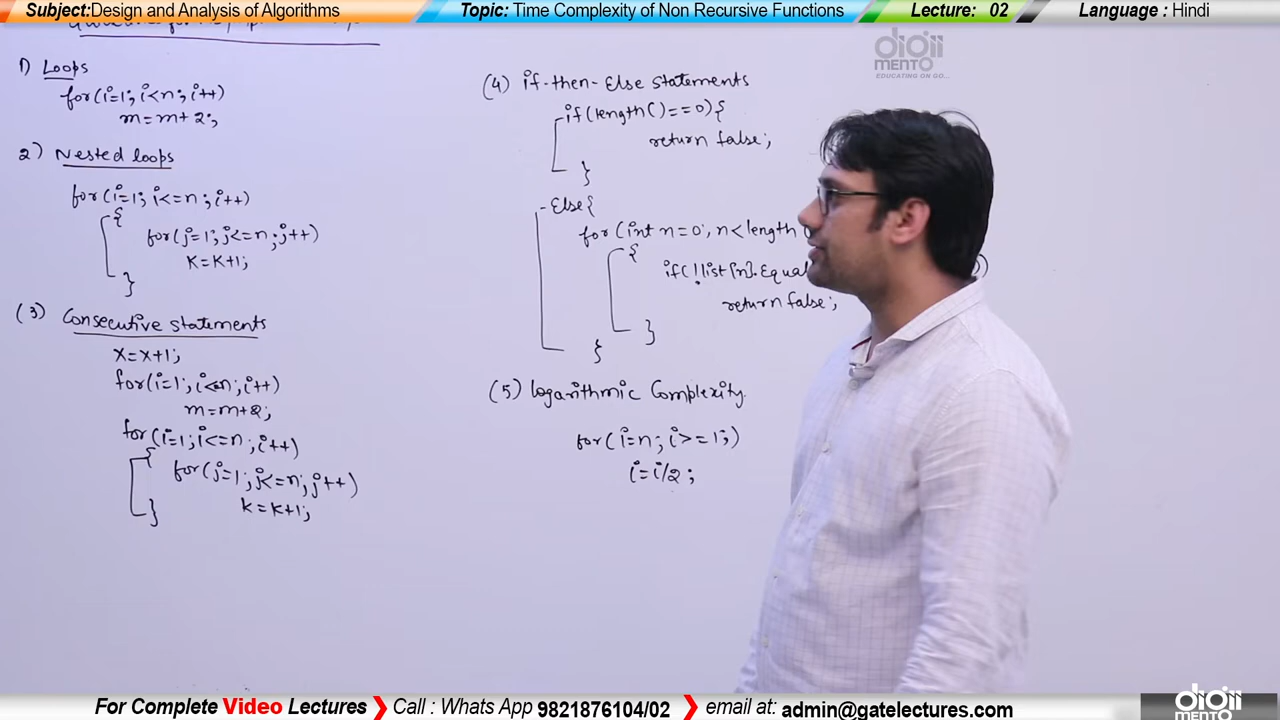 Subject:Design and Analysis of Algorithms
Topic: Time Complexity of Non Recursive Functions
Lecture: 02
Language : Hindi
digii
MENTO
EDUCATING ON GO...
1) Loops
for(i=1; i<n; i++)
m=m+2;
2) Nested loops
for(i=1; i<=n; i++)
{
for(j=1; j<=n; j++)
k=k+1;
}
(3) Consecutive statements
x=x+1;
for(i=1; i<=n; i++)
m=m+2;
for(i=1; i<=n; i++)
{
for(j=1; j<=n; j++)
k=k+1;
}
(4) if-then-Else statements
if(length()==0){
return false;
}
Else{
for(int n=0; n<length
{
if(!list[n].Equal
return false;
}
}
(5) logarithmic Complexity
for(i=n; i>=1;)
i=i/2;
For Complete Video Lectures
Call : Whats App 9821876104/02
email at: admin@gatelectures.com
digii
MENTO